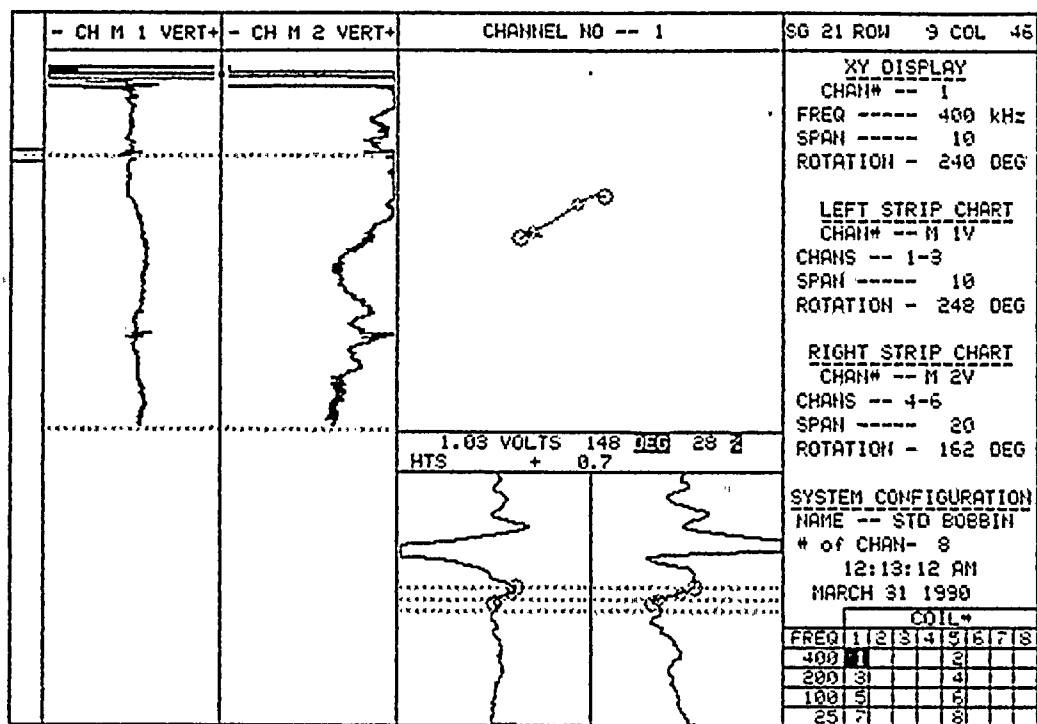 - CH M 1 VERT+
- CH M 2 VERT+
CHANNEL NO -- 1
SG 21 ROW 9 COL 46
XY DISPLAY
CHAN# -- 1
FREQ ----- 400 kHz
SPAN ----- 10
ROTATION - 240 DEG
LEFT STRIP CHART
CHAN# -- M 1V
CHANS -- 1-3
SPAN ----- 10
ROTATION - 248 DEG
RIGHT STRIP CHART
CHAN# -- M 2V
CHANS -- 4-6
SPAN ----- 20
ROTATION - 162 DEG
1.03 VOLTS 148 DEG 28 %
HTS + 0.7
SYSTEM CONFIGURATION
NAME -- STD BOBBIN
# of CHAN- 8
12:13:12 AM
MARCH 31 1990
COIL#
FREQ 1 2 3 4 5 6 7 8
400 1 2
200 3 4
100 5 6
25 7 8